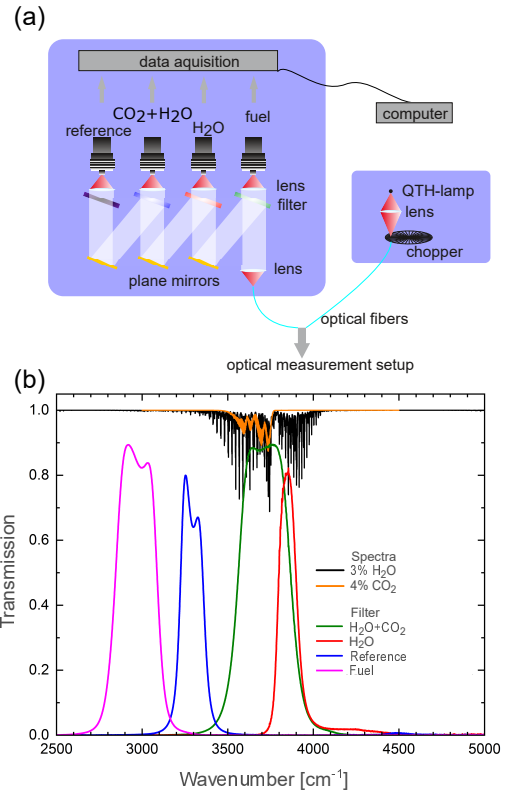 (a)
data aquisition
CO2+H2O
fuel
reference
H2O
computer
lens
filter
QTH-lamp
lens
chopper
lens
plane mirrors
optical fibers
optical measurement setup
(b)
1.0
0.8
0.6
0.4
0.2
0.0
Transmission
Spectra
3% H2O
4% CO2
Filter
H2O+CO2
H2O
Reference
Fuel
2500 3000 3500 4000 4500 5000
Wavenumber [cm-1]